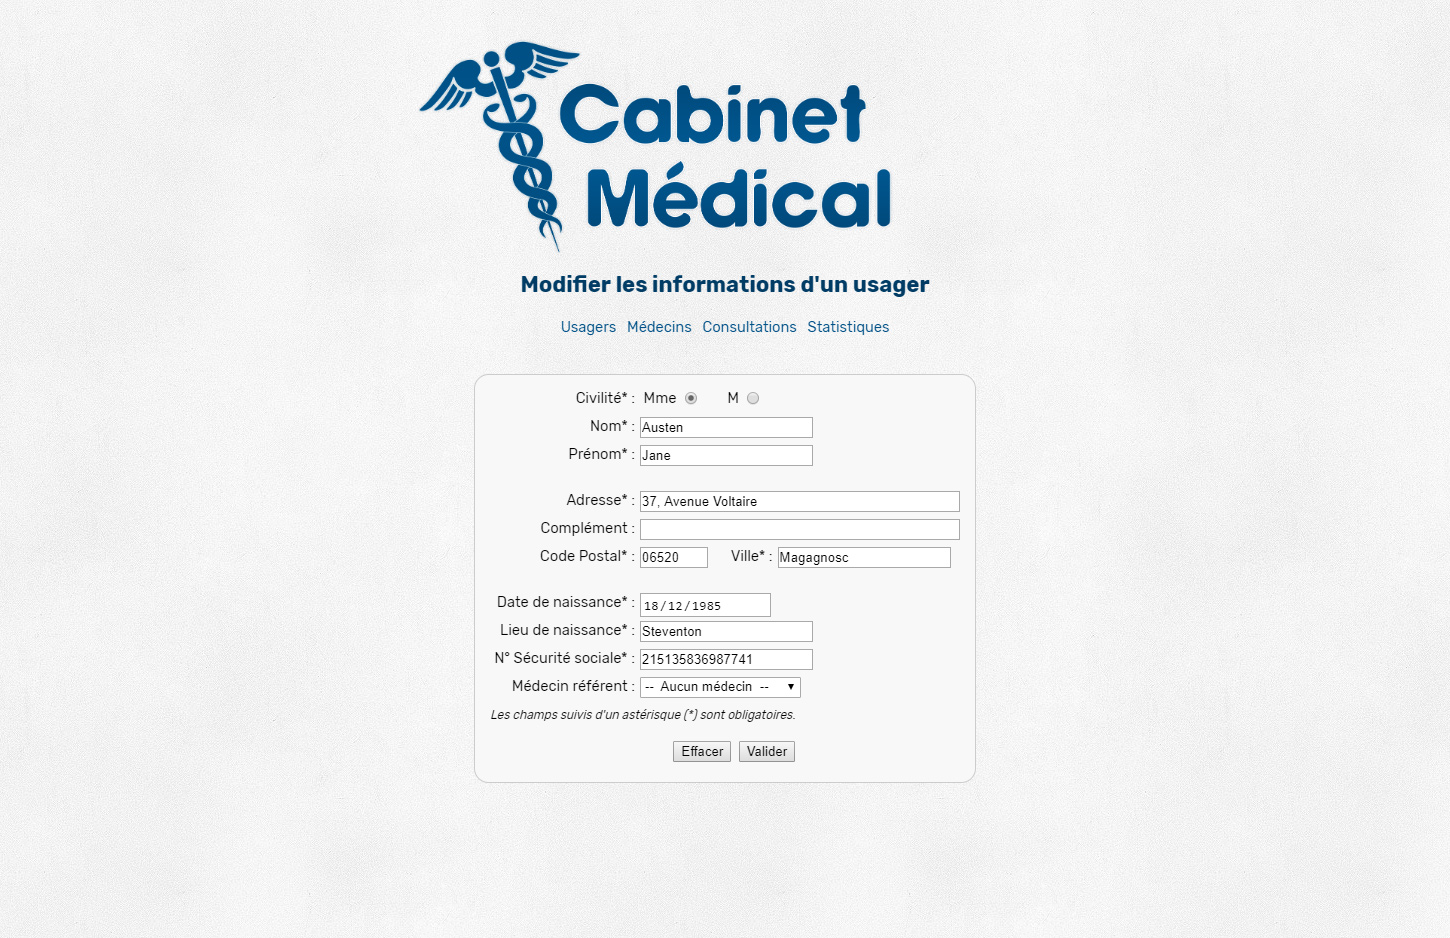 Cabinet
Médical
Modifier les informations d'un usager
Usagers Médecins Consultations Statistiques
Civilité* : Mme M
Nom* : Austen
Prénom* : Jane
Adresse* : 37, Avenue Voltaire
Complément :
Code Postal* : 06520 Ville* : Magagnosc
Date de naissance* : 18/12/1985
Lieu de naissance* : Steventon
N° Sécurité sociale* : 215135836987741
Médecin référent : -- Aucun médecin --
Les champs suivis d'un astérisque (*) sont obligatoires.
Effacer Valider